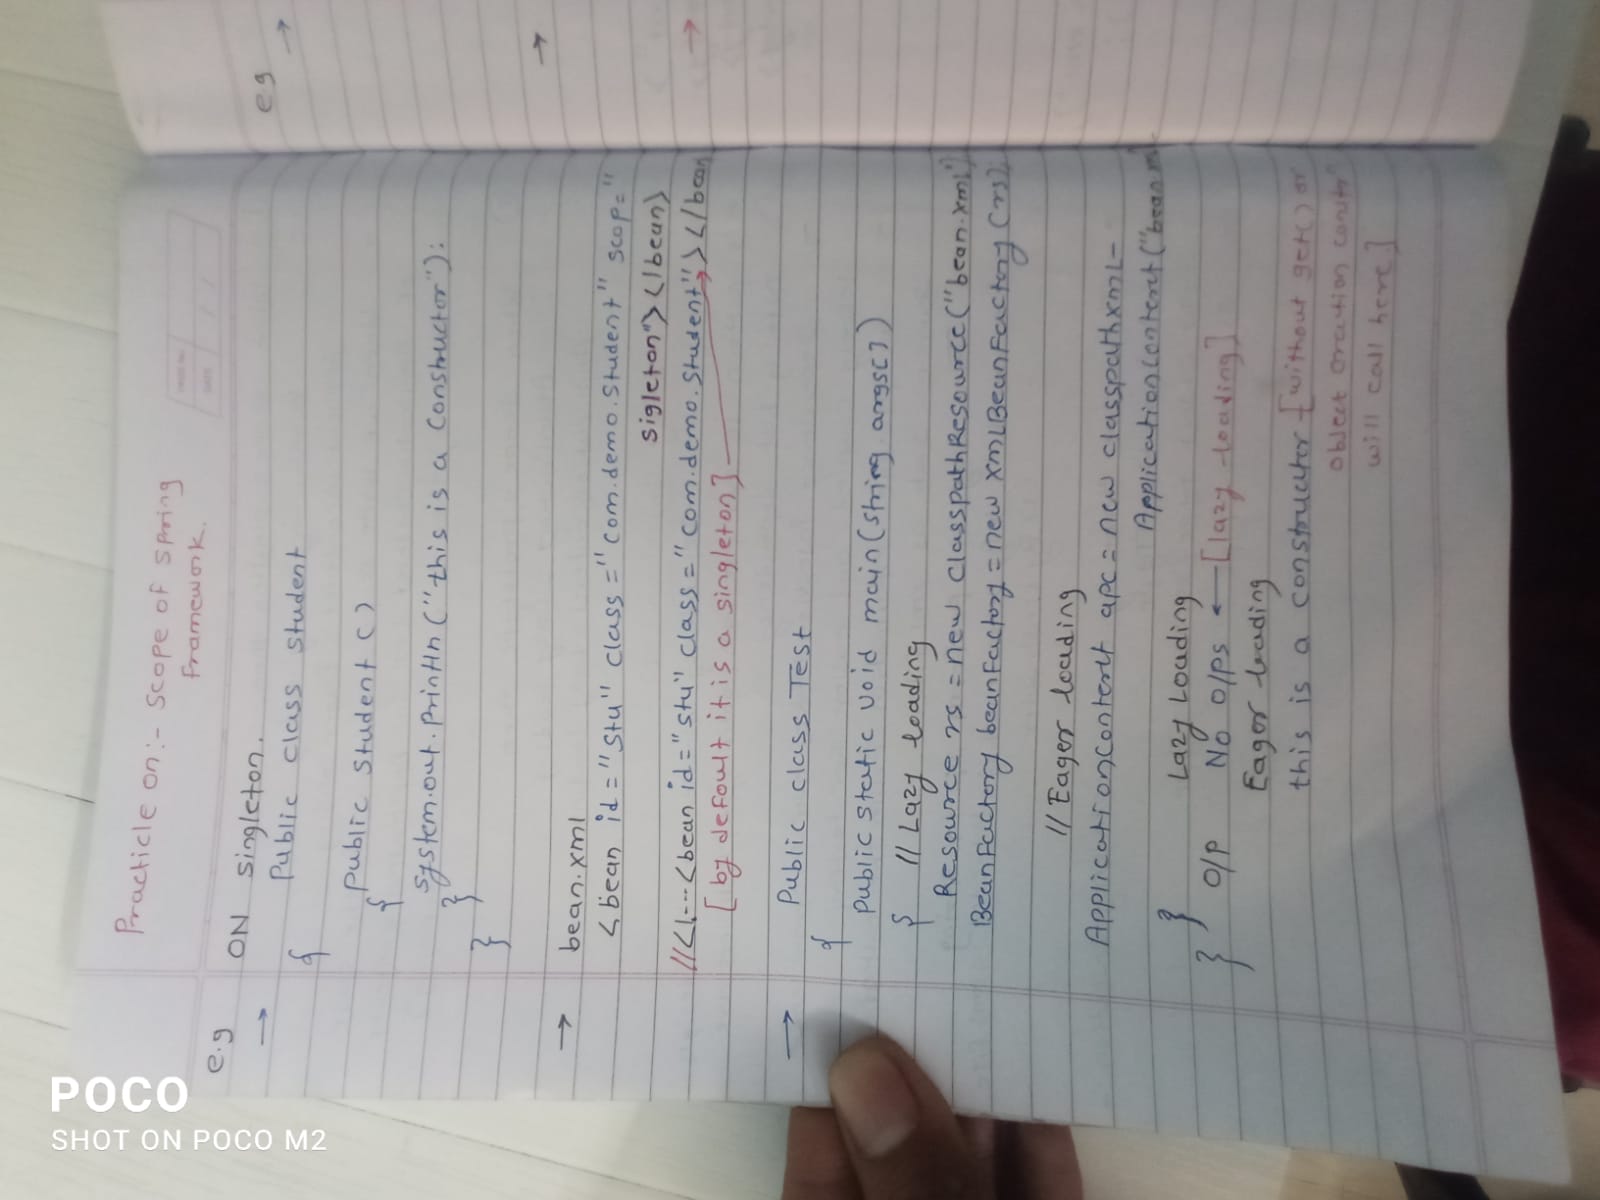 Practicle on:- Scope of spring
framework.
e.g ON singleton.
→ Public class student
{
Public student ()
{
System.out.println ("this is a constructor"):
}
}
→ bean.xml
<bean id="stu" class="com.demo.student" scop="
sigleton"></bean>
//<!---<bean id="stu" class="com.demo.student"></bean
[by default it is a singleton]
→ Public class Test
{
Public static void main(string args[])
{ // Lazy loading
Resource rs = new classpathResource("bean.xml")
BeanFactory beanFactory = new xmlBeanFactory(rs);
// Eager loading
ApplicationContext apc = new classpathxml-
ApplicationContext("bean.
} Lazy Loading
} O/P No O/Ps ← [lazy-loading]
Eager loading
this is a constructor - [without get() or
object creation
will call here]
e.g →
→
→
POCO
SHOT ON POCO M2